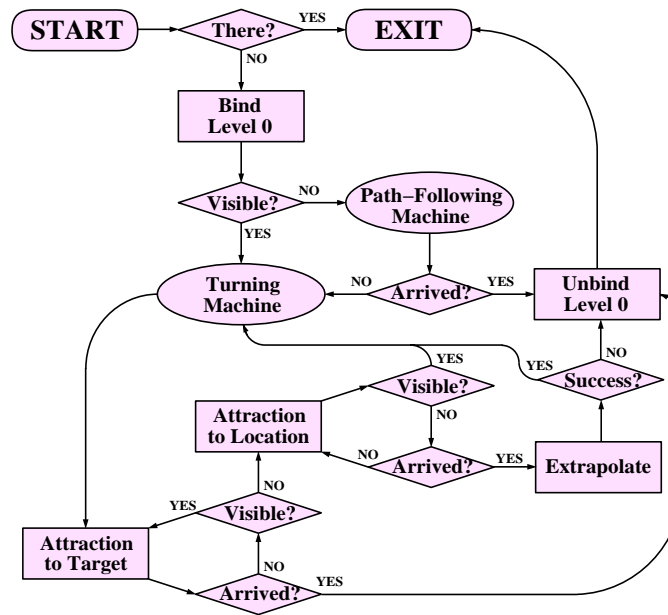 START
There?
YES
EXIT
NO
Bind
Level 0
Visible?
NO
Path−Following
Machine
YES
Turning
Machine
NO
Arrived?
YES
Unbind
Level 0
NO
YES
Success?
YES
Visible?
NO
Attraction
to Location
NO
Arrived?
YES
Extrapolate
NO
YES
Visible?
Attraction
to Target
NO
Arrived?
YES